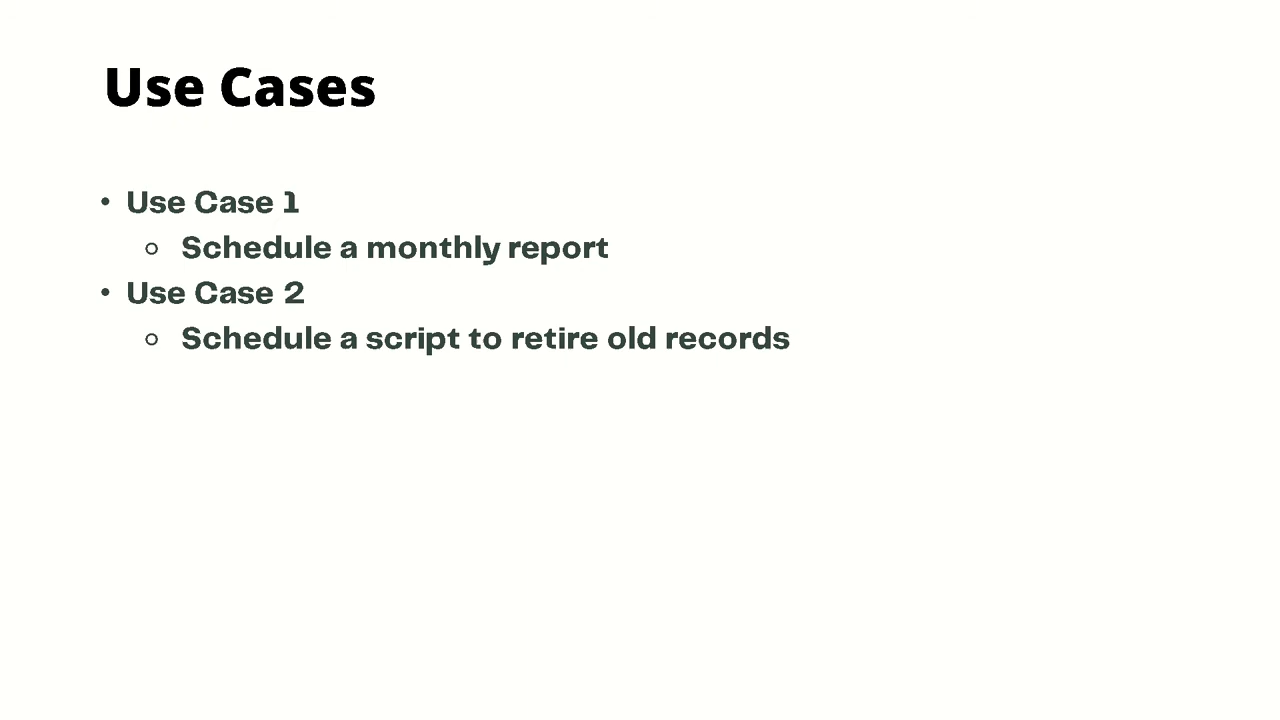 Use Cases
• Use Case 1
○ Schedule a monthly report
• Use Case 2
○ Schedule a script to retire old records